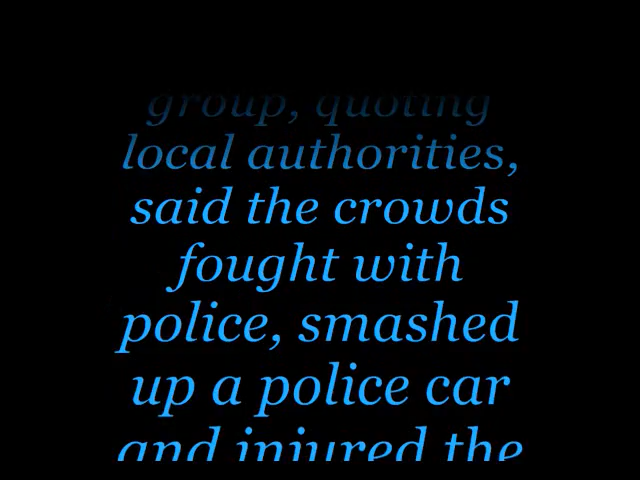 group, quoting
local authorities,
said the crowds
fought with
police, smashed
up a police car
and injured the